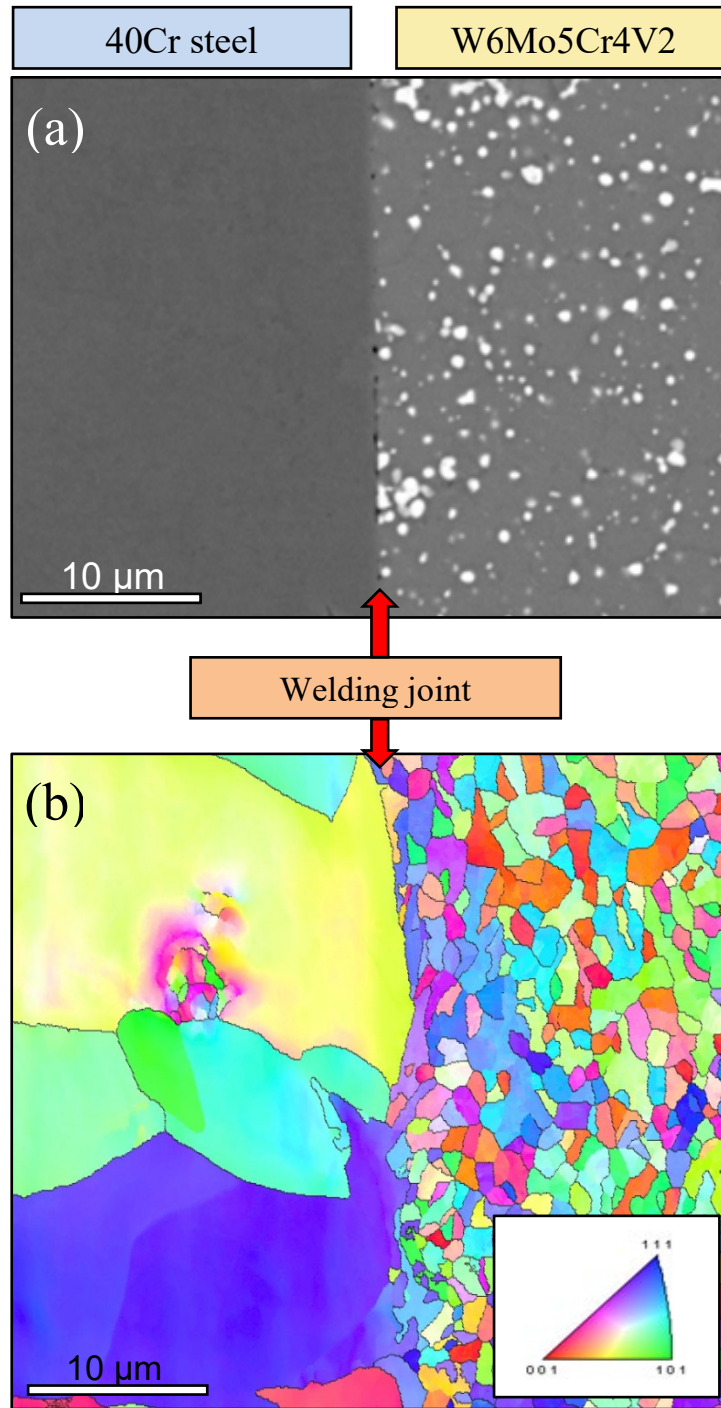 40Cr steel
W6Mo5Cr4V2
(a)
10 μm
Welding joint
(b)
10 μm
111
001
101